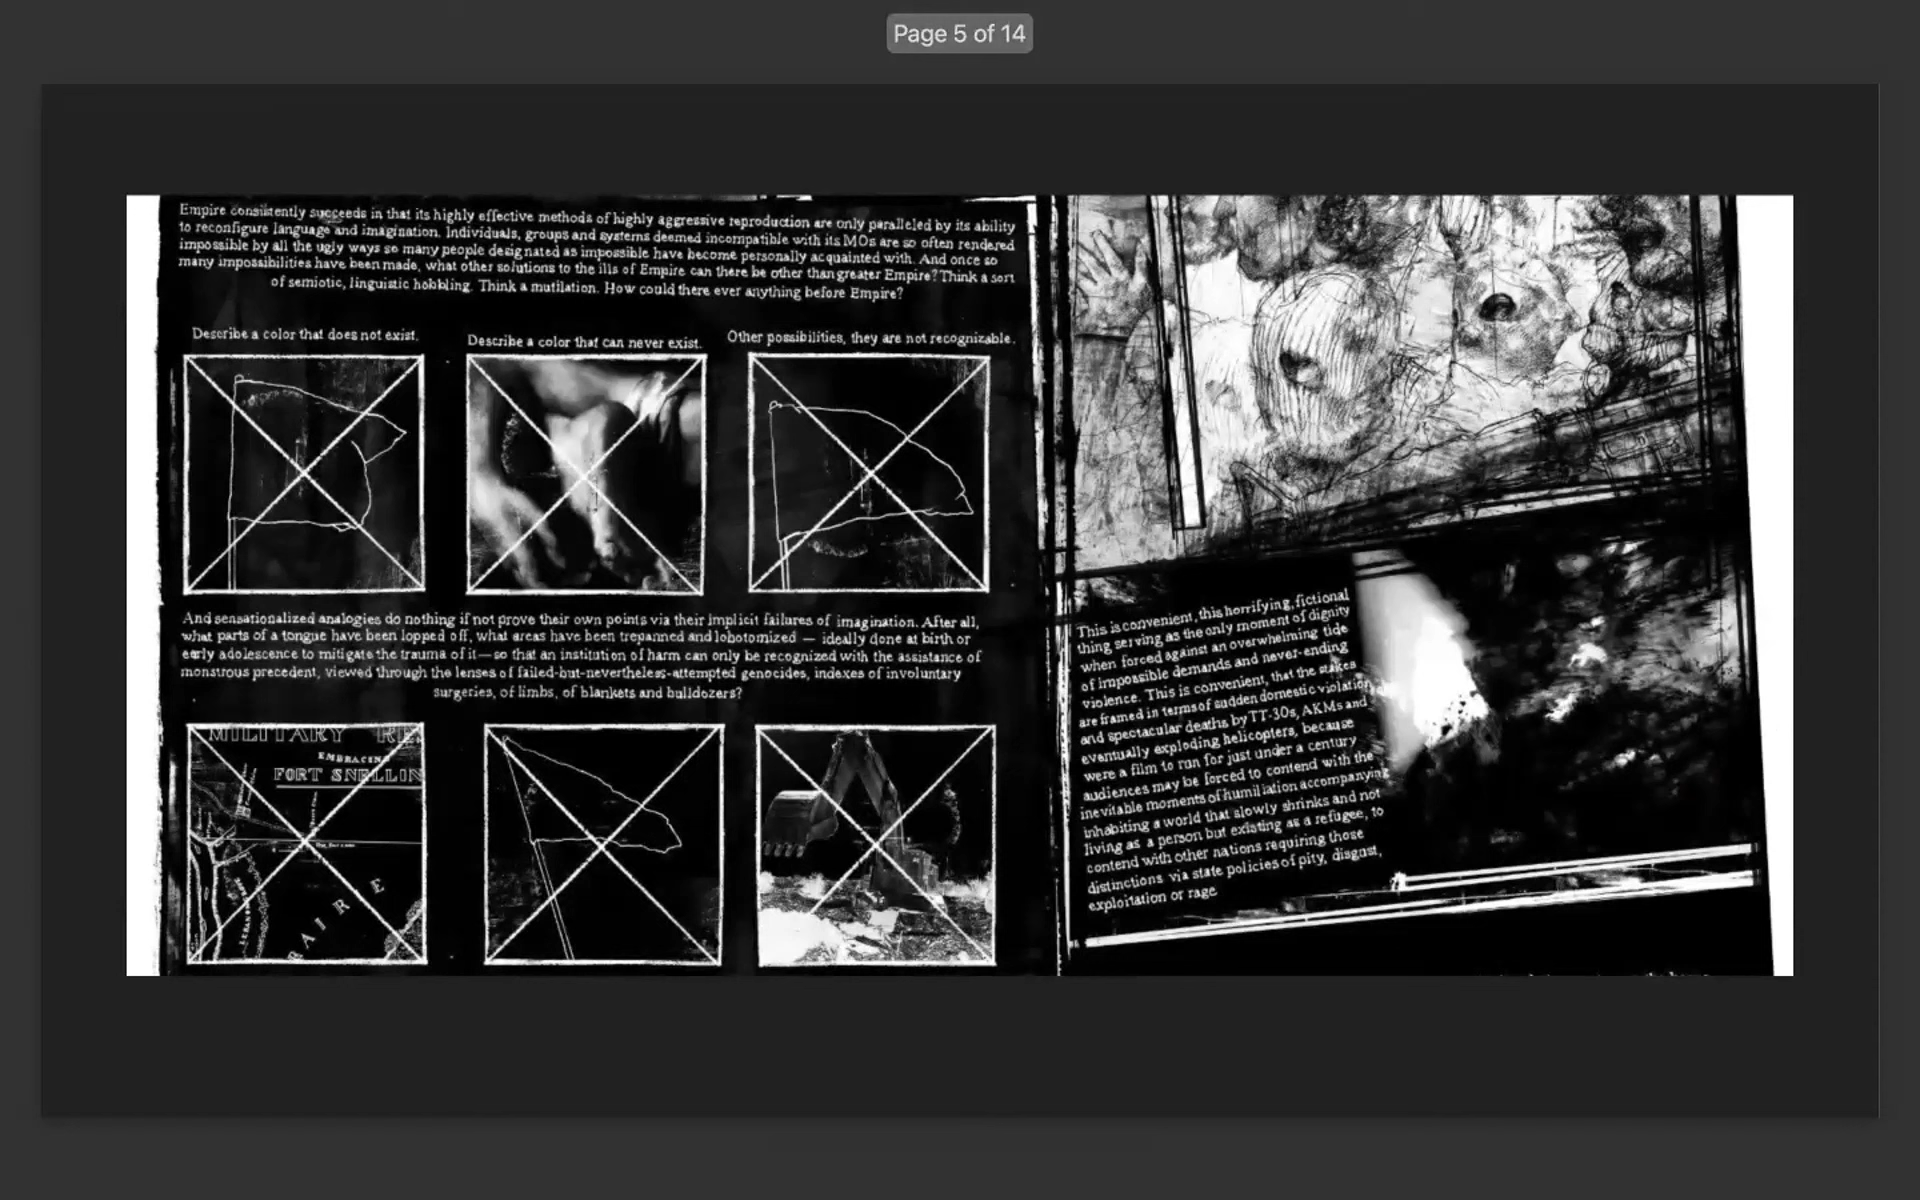 Page 5 of 14
Empire consistently succeeds in that its highly effective methods of highly aggressive reproduction are only paralleled by its ability
to reconfigure language and imagination. Individuals, groups and systems deemed incompatible with its MOs are so often rendered
impossible by all the ugly ways so many people designated as impossible have become personally acquainted with. And once so
many impossibilities have been made, what other solutions to the ills of Empire can there be other than greater Empire? Think a sort
of semiotic, linguistic hobbling. Think a mutilation. How could there ever anything before Empire?
Describe a color that does not exist.
Describe a color that can never exist.
Other possibilities, they are not recognizable.
And sensationalized analogies do nothing if not prove their own points via their implicit failures of imagination. After all,
what parts of a tongue have been lopped off, what areas have been trepanned and lobotomized — ideally done at birth or
early adolescence to mitigate the trauma of it—so that an institution of harm can only be recognized with the assistance of
monstrous precedent, viewed through the lenses of failed-but-nevertheless-attempted genocides, indexes of involuntary
surgeries, of limbs, of blankets and bulldozers?
MILITARY RE
EMBRACING
FORT SNELLIN
RAIRE
This is convenient, this horrifying, fictional
thing serving as the only moment of dignity
when forced against an overwhelming tide
of impossible demands and never-ending
violence. This is convenient, that the stakes
are framed in terms of sudden domestic violation
and spectacular deaths by TT-30s, AKMs and
eventually exploding helicopters, because
were a film to run for just under a century
audiences may be forced to contend with the
inevitable moments of humiliation accompanying
inhabiting a world that slowly shrinks and not
living as a person but existing as a refugee, to
contend with other nations requiring those
distinctions via state policies of pity, disgust,
exploitation or rage